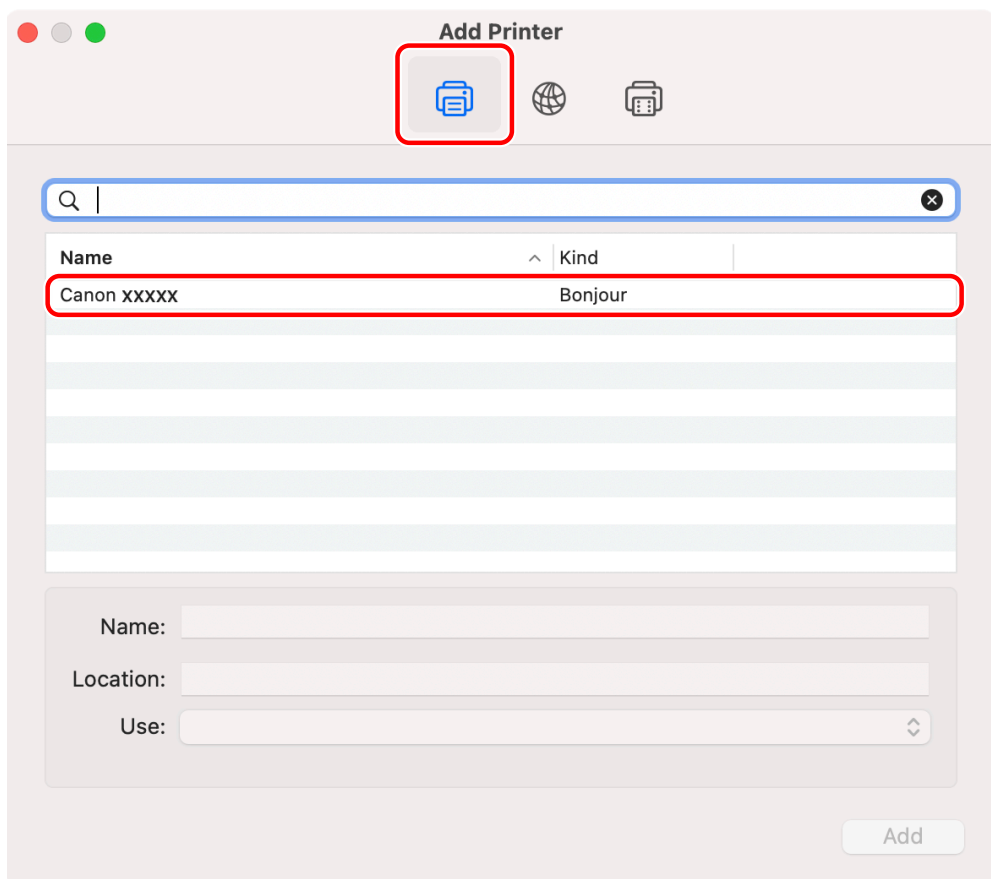 Add Printer
Name Kind
Canon xxxxx Bonjour
Name:
Location:
Use:
Add